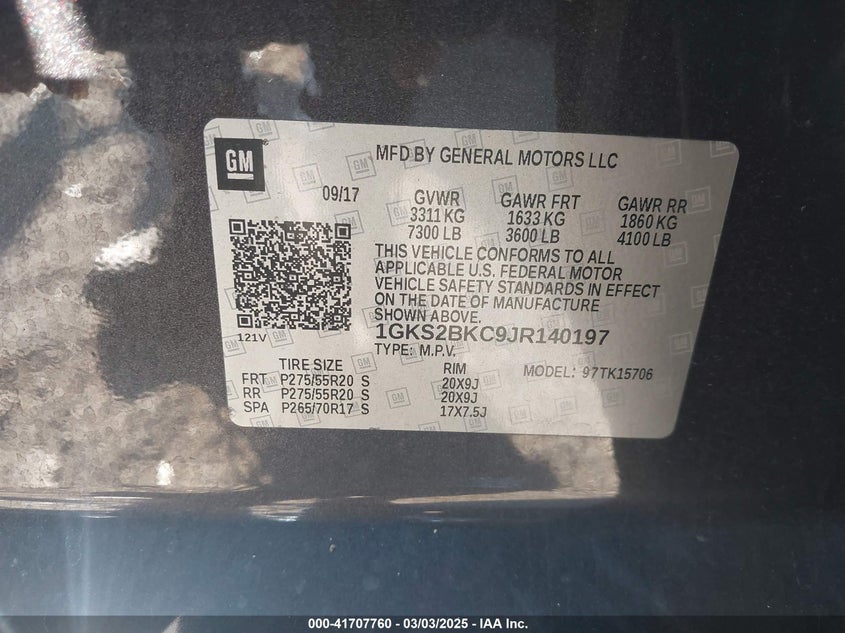 GM
MFD BY GENERAL MOTORS LLC
09/17
GVWR GAWR FRT GAWR RR
3311 KG 1633 KG 1860 KG
7300 LB 3600 LB 4100 LB
THIS VEHICLE CONFORMS TO ALL
APPLICABLE U.S. FEDERAL MOTOR
VEHICLE SAFETY STANDARDS IN EFFECT
ON THE DATE OF MANUFACTURE
SHOWN ABOVE.
121V
1GKS2BKC9JR140197
TYPE: M.P.V.
TIRE SIZE RIM MODEL: 97TK15706
FRT P275/55R20 S 20X9J
RR P275/55R20 S 20X9J
SPA P265/70R17 S 17X7.5J
000-41707760 - 03/03/2025 - IAA Inc.